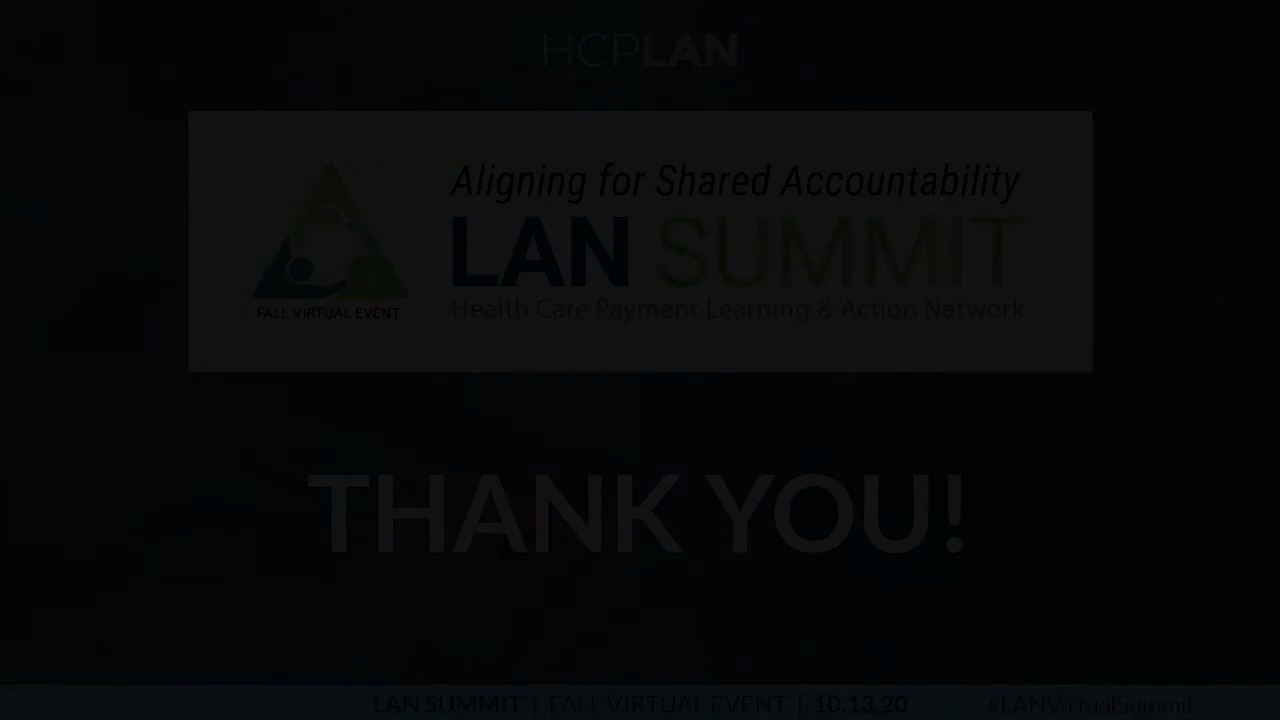 HCPLAN
Aligning for Shared Accountability
LAN SUMMIT
Health Care Payment Learning & Action Network
FALL VIRTUAL EVENT
THANK YOU!
LAN SUMMIT | FALL VIRTUAL EVENT | 10.13.20 #LANVirtualSummit